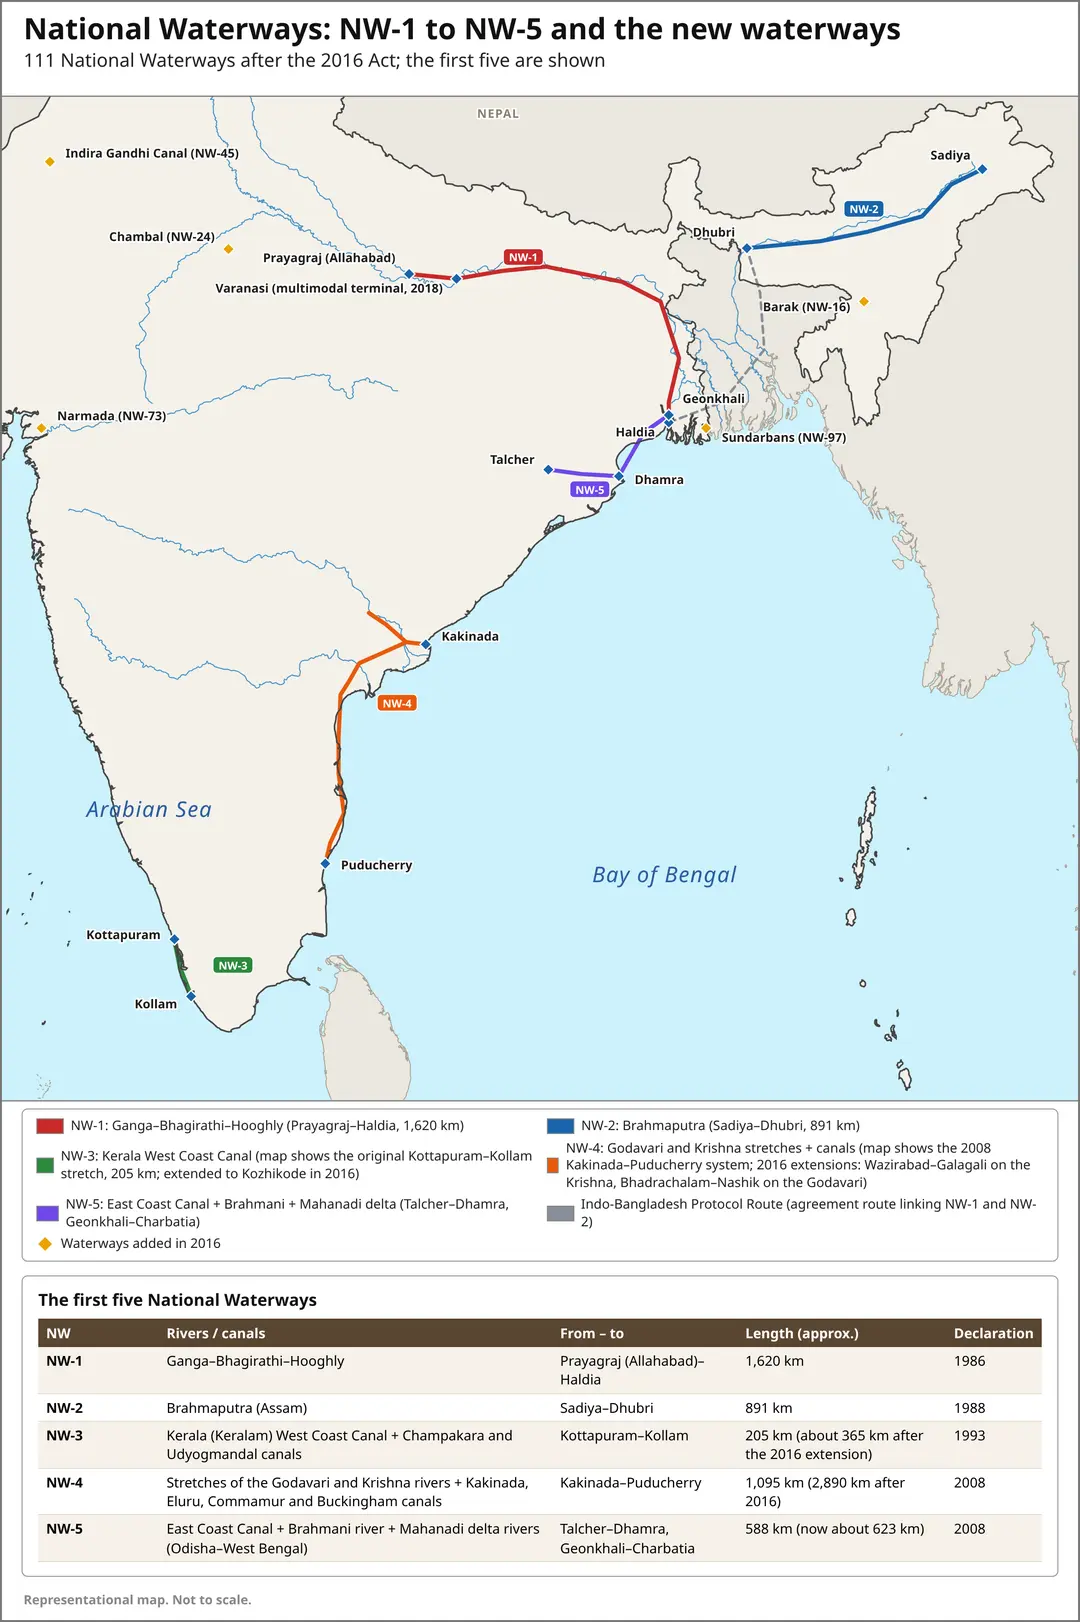 National Waterways: NW-1 to NW-5 and the new waterways
111 National Waterways after the 2016 Act; the first five are shown
NEPAL
Indira Gandhi Canal (NW-45)
Sadiya
NW-2
Chambal (NW-24)
Dhubri
Prayagraj (Allahabad)
NW-1
Varanasi (multimodal terminal, 2018)
Barak (NW-16)
Geonkhali
Narmada (NW-73)
Haldia
Sundarbans (NW-97)
Talcher
Dhamra
NW-5
Kakinada
NW-4
Arabian Sea
Puducherry
Bay of Bengal
Kottapuram
NW-3
Kollam
NW-1: Ganga–Bhagirathi–Hooghly (Prayagraj–Haldia, 1,620 km)
NW-2: Brahmaputra (Sadiya–Dhubri, 891 km)
NW-3: Kerala West Coast Canal (map shows the original Kottapuram–Kollam
stretch, 205 km; extended to Kozhikode in 2016)
NW-4: Godavari and Krishna stretches + canals (map shows the 2008
Kakinada–Puducherry system; 2016 extensions: Wazirabad–Galagali on the
Krishna, Bhadrachalam–Nashik on the Godavari)
NW-5: East Coast Canal + Brahmani + Mahanadi delta (Talcher–Dhamra,
Geonkhali–Charbatia)
Indo-Bangladesh Protocol Route (agreement route linking NW-1 and NW-
2)
Waterways added in 2016
The first five National Waterways
NW Rivers / canals From – to Length (approx.) Declaration
NW-1 Ganga–Bhagirathi–Hooghly Prayagraj (Allahabad)– 1,620 km 1986
Haldia
NW-2 Brahmaputra (Assam) Sadiya–Dhubri 891 km 1988
NW-3 Kerala (Keralam) West Coast Canal + Champakara and Kottapuram–Kollam 205 km (about 365 km after 1993
Udyogmandal canals the 2016 extension)
NW-4 Stretches of the Godavari and Krishna rivers + Kakinada, Kakinada–Puducherry 1,095 km (2,890 km after 2008
Eluru, Commamur and Buckingham canals 2016)
NW-5 East Coast Canal + Brahmani river + Mahanadi delta rivers Talcher–Dhamra, 588 km (now about 623 km) 2008
(Odisha–West Bengal) Geonkhali–Charbatia
Representational map. Not to scale.